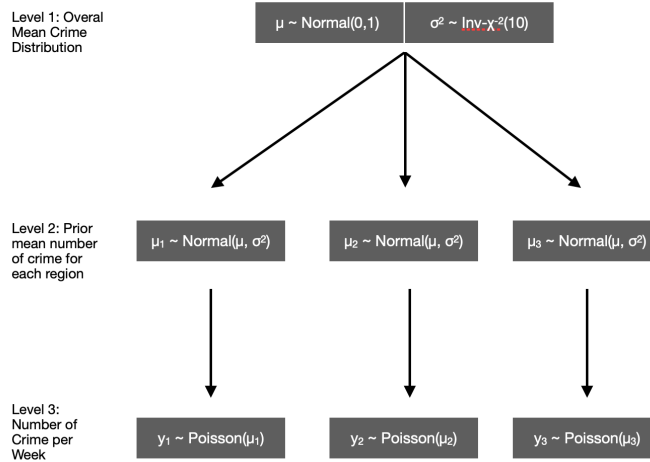 Level 1: Overal
Mean Crime
Distribution
μ ~ Normal(0,1)
σ² ~ Inv-χ⁻²(10)
Level 2: Prior
mean number
of crime for
each region
μ₁ ~ Normal(μ, σ²)
μ₂ ~ Normal(μ, σ²)
μ₃ ~ Normal(μ, σ²)
Level 3:
Number of
Crime per
Week
y₁ ~ Poisson(μ₁)
y₂ ~ Poisson(μ₂)
y₃ ~ Poisson(μ₃)